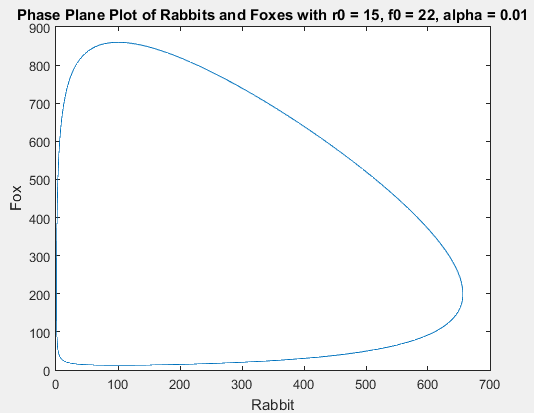 Phase Plane Plot of Rabbits and Foxes with r0 = 15, f0 = 22, alpha = 0.01
900
800
700
600
500
400
300
200
100
0
Fox
0 100 200 300 400 500 600 700
Rabbit